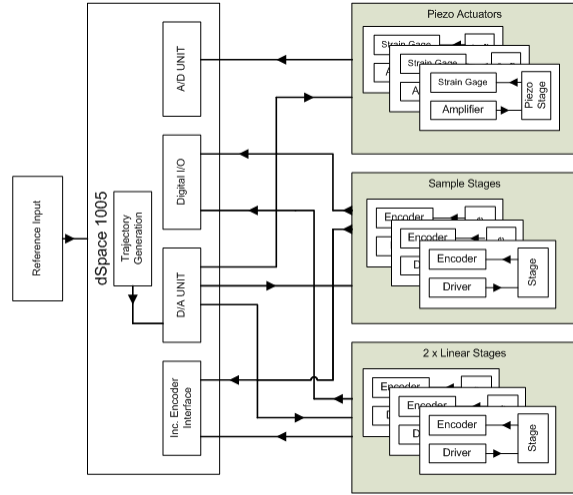 Reference Input
dSpace 1005
Trajectory
Generation
A/D UNIT
Digital I/O
D/A UNIT
Inc. Encoder
Interface
Piezo Actuators
Strain Gage
Strain Gage
Strain Gage
Amplifier
Piezo
Stage
Sample Stages
Encoder
Encoder
Encoder
Driver
Stage
2 x Linear Stages
Encoder
Encoder
Encoder
Driver
Stage